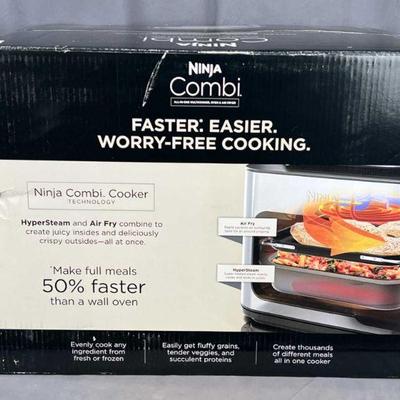 NINJA
Combi
NINJA
Combi
ALL-IN-ONE MULTICOOKER, OVEN & AIR FRYER
FASTER* EASIER.
WORRY-FREE COOKING.
Ninja Combi Cooker
TECHNOLOGY
HyperSteam and Air Fry combine to
create juicy insides and deliciously
crispy outsides—all at once.
*Make full meals
50% faster
than a wall oven
NINJA
Air Fry
HyperSteam
Evenly cook any
ingredient from
fresh or frozen
Easily get fluffy grains,
tender veggies, and
succulent proteins
Create thousands
of different meals
all in one cooker